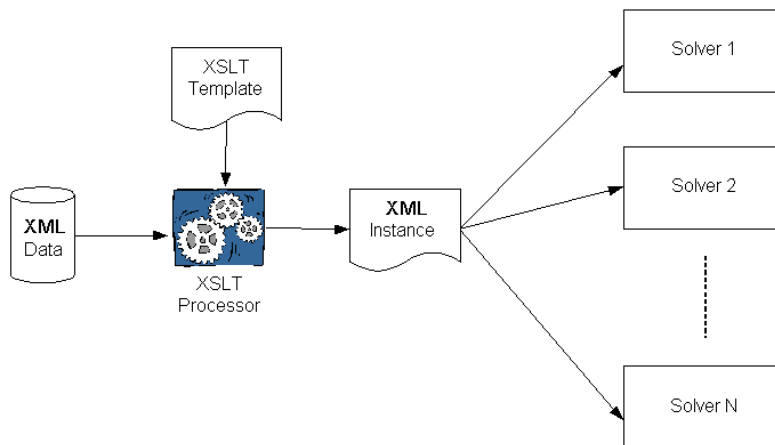 XSLT
Template
XML
Data
XSLT
Processor
XML
Instance
Solver 1
Solver 2
Solver N